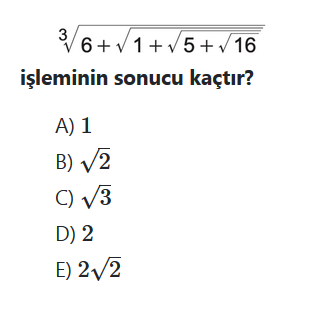 ∛(6+√(1+√(5+√16)))
işleminin sonucu kaçtır?
A) 1
B) √2
C) √3
D) 2
E) 2√2